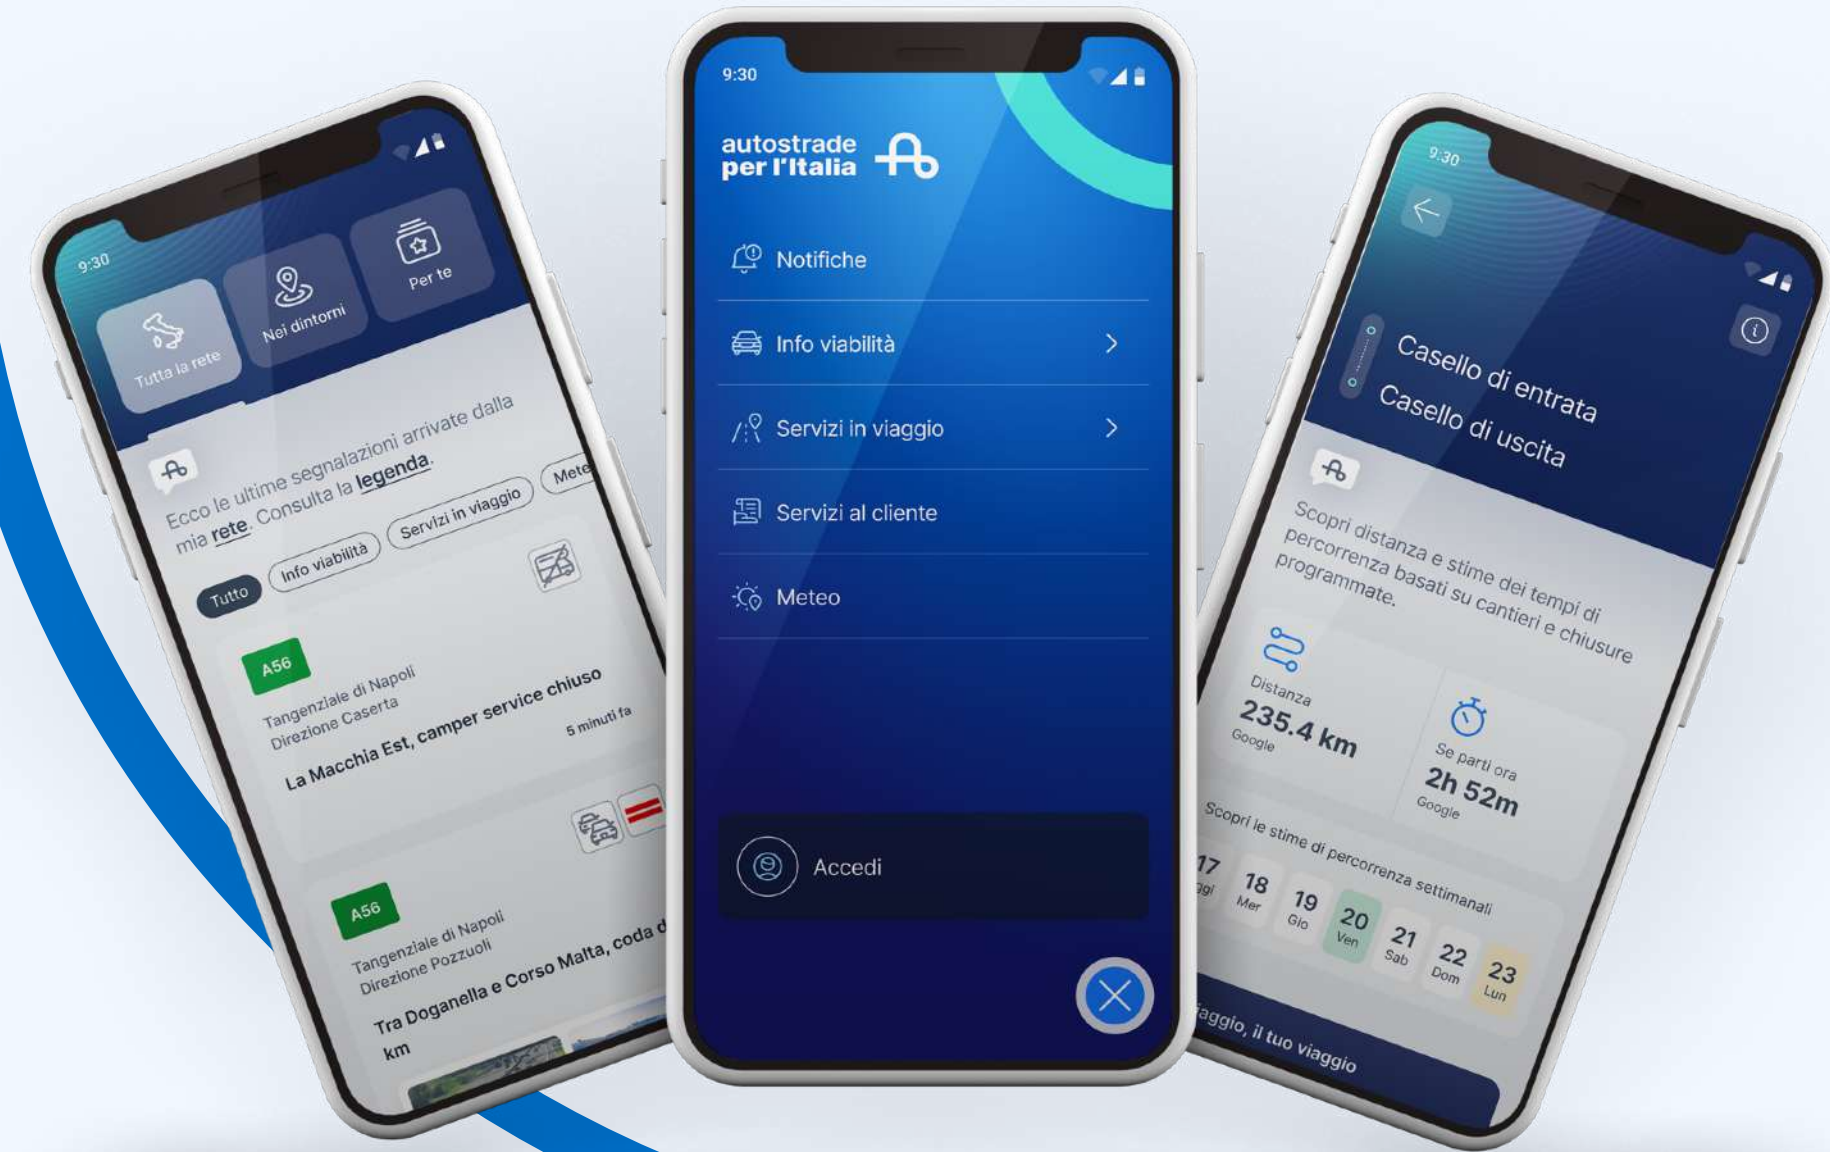 9:30
Tutta la rete
Nei dintorni
Per te
Ecco le ultime segnalazioni arrivate dalla
mia rete. Consulta la legenda.
Tutto
Info viabilità
Servizi in viaggio
A56
Tangenziale di Napoli
Direzione Caserta
La Macchia Est, camper service chiuso
5 minuti fa
A56
Tangenziale di Napoli
Direzione Pozzuoli
Tra Doganella e Corso Malta, coda
km
9:30
autostrade
per l'Italia
Notifiche
Info viabilità
Servizi in viaggio
Servizi al cliente
Meteo
Accedi
9:30
Casello di entrata
Casello di uscita
Scopri distanza e stime dei tempi di
percorrenza basati su cantieri e chiusure
programmate.
Distanza
235.4 km
Google
Se parti ora
2h 52m
Google
Scopri le stime di percorrenza settimanali
17
18
Mer
19
Gio
20
Ven
21
Sab
22
Dom
23
Lun
il tuo viaggio